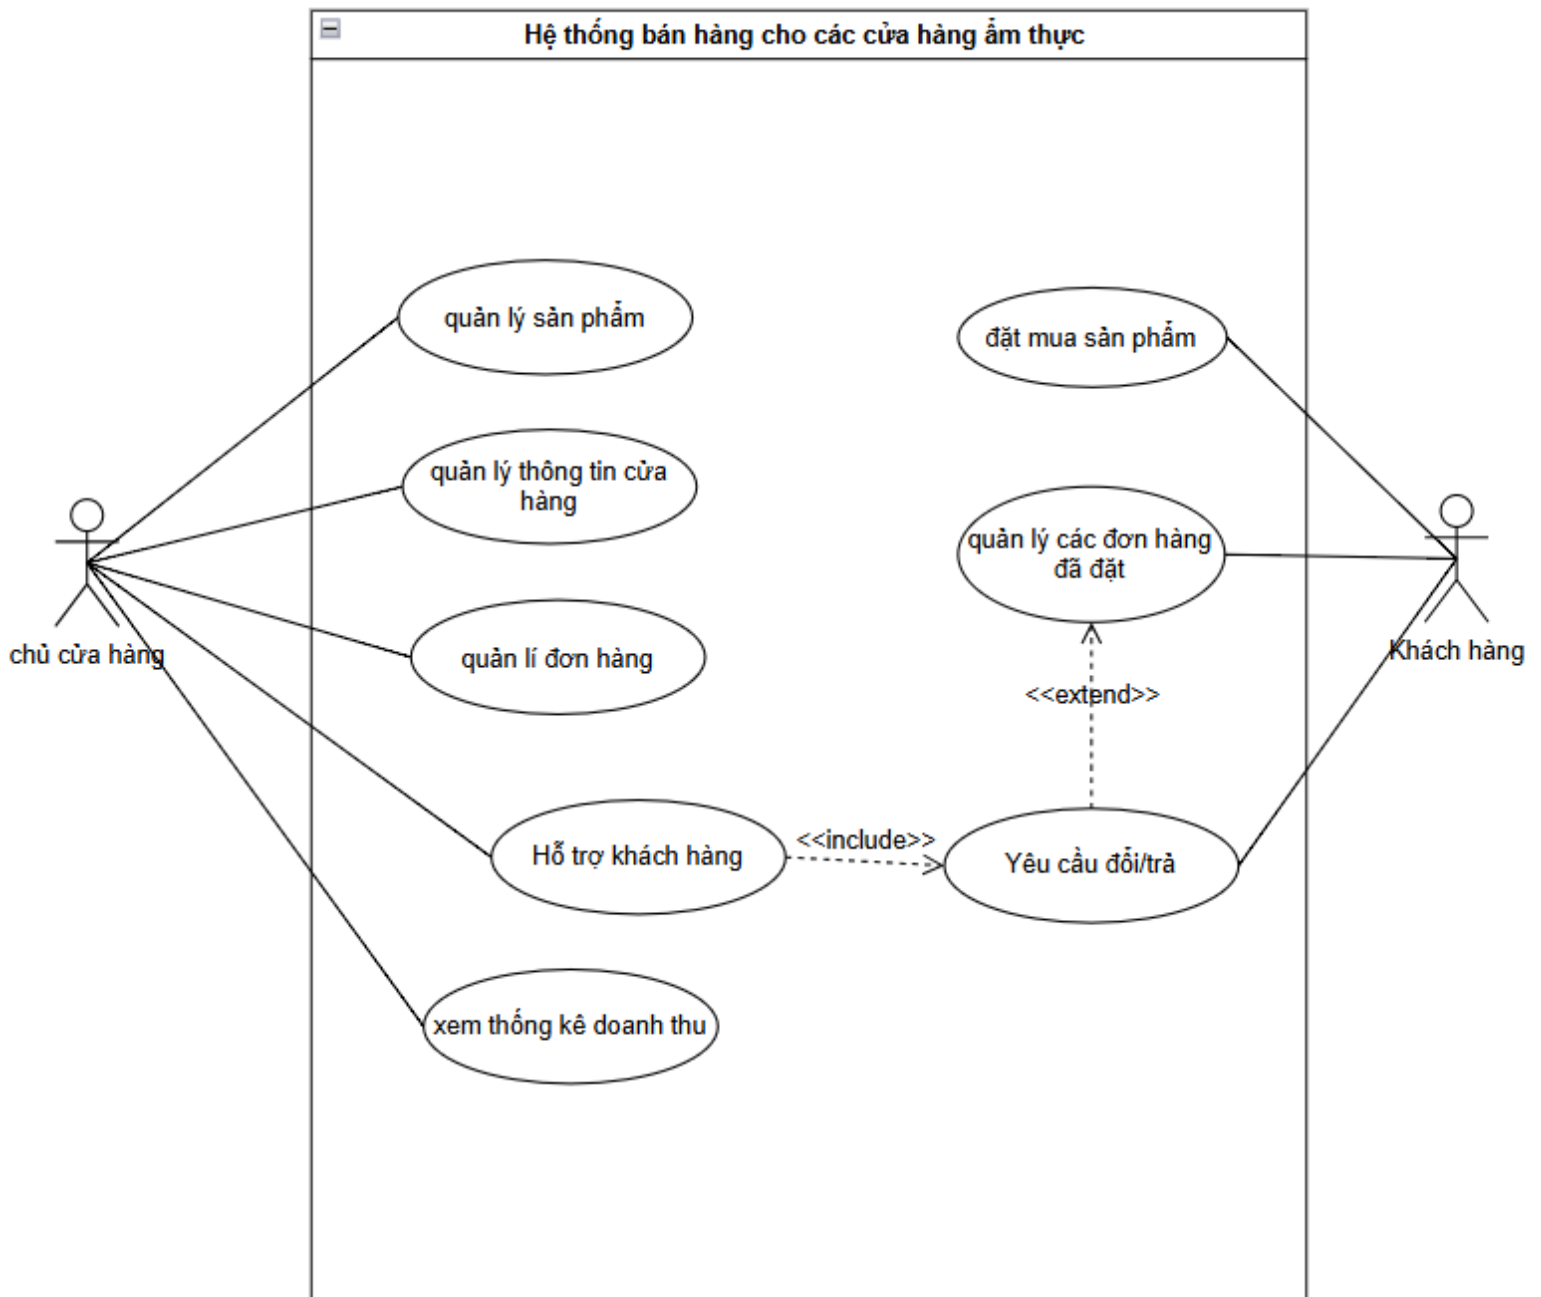 Hệ thống bán hàng cho các cửa hàng ẩm thực
quản lý sản phẩm
đặt mua sản phẩm
quản lý thông tin cửa
hàng
quản lý các đơn hàng
đã đặt
chủ cửa hàng
quản lí đơn hàng
Khách hàng
<<extend>>
<<include>>
Hỗ trợ khách hàng
Yêu cầu đổi/trả
xem thống kê doanh thu